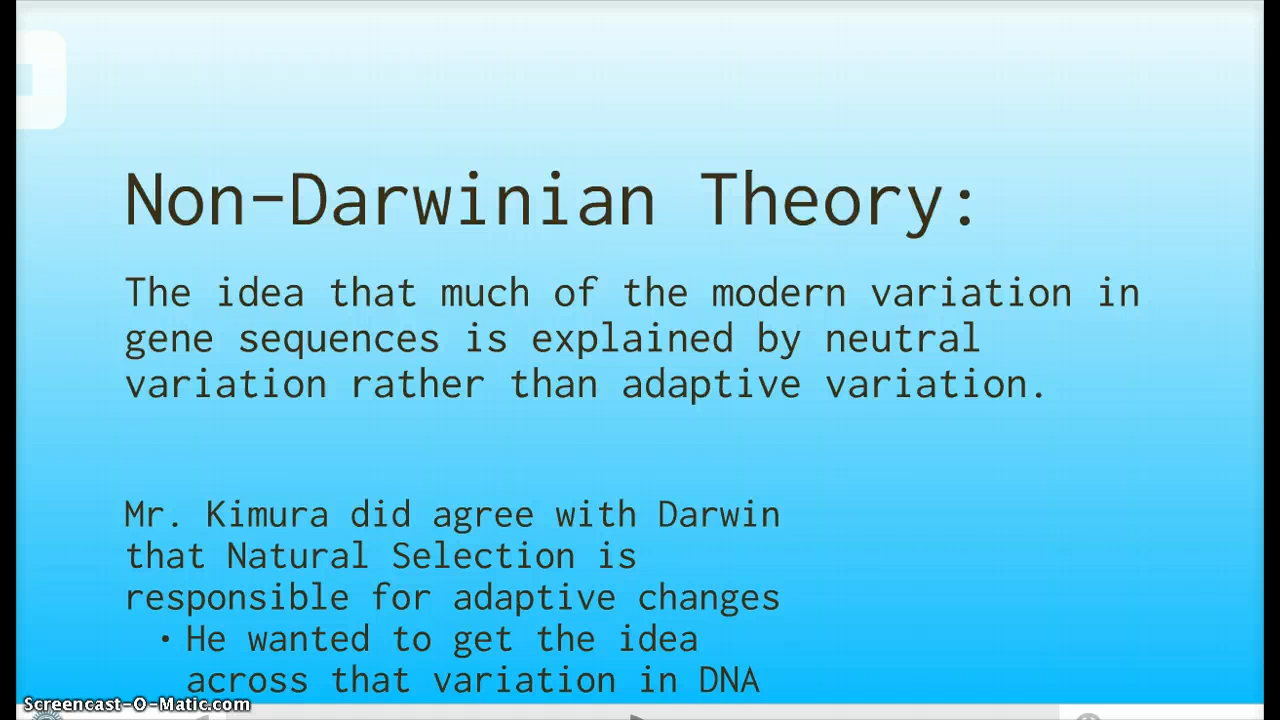 Non-Darwinian Theory:
The idea that much of the modern variation in
gene sequences is explained by neutral
variation rather than adaptive variation.
Mr. Kimura did agree with Darwin
that Natural Selection is
responsible for adaptive changes
• He wanted to get the idea
across that variation in DNA
Screencast-O-Matic.com